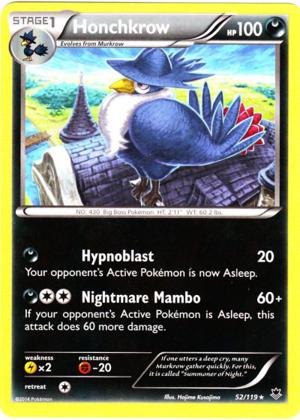 STAGE1 Honchkrow HP 100
Evolves from Murkrow
NO. 430 Big Boss Pokémon HT. 2'11" WT. 60.2 lbs.
Hypnoblast 20
Your opponent's Active Pokémon is now Asleep.
Nightmare Mambo 60+
If your opponent's Active Pokémon is Asleep, this
attack does 60 more damage.
weakness resistance
×2 -20
retreat
If one utters a deep cry, many
Murkrow gather quickly. For this,
it is called "Summoner of Night."
©2014 Pokémon
Illus. Hajime Kusajima 52/119 ★